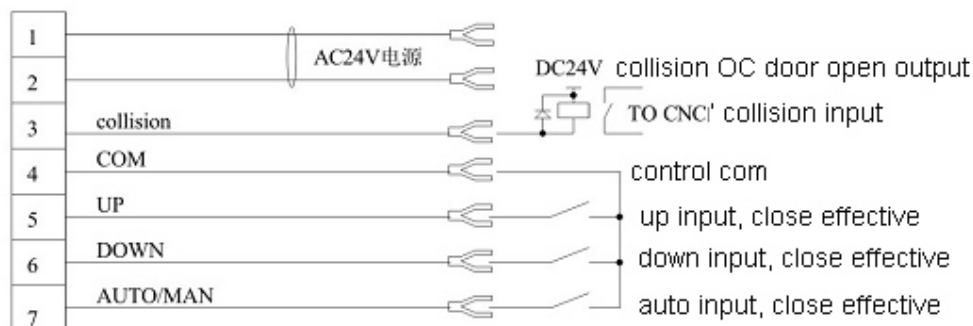 1
AC24V电源
2
DC24V collision OC door open output
3 collision TO CNC' collision input
4 COM control com
5 UP up input, close effective
6 DOWN down input, close effective
7 AUTO/MAN auto input, close effective